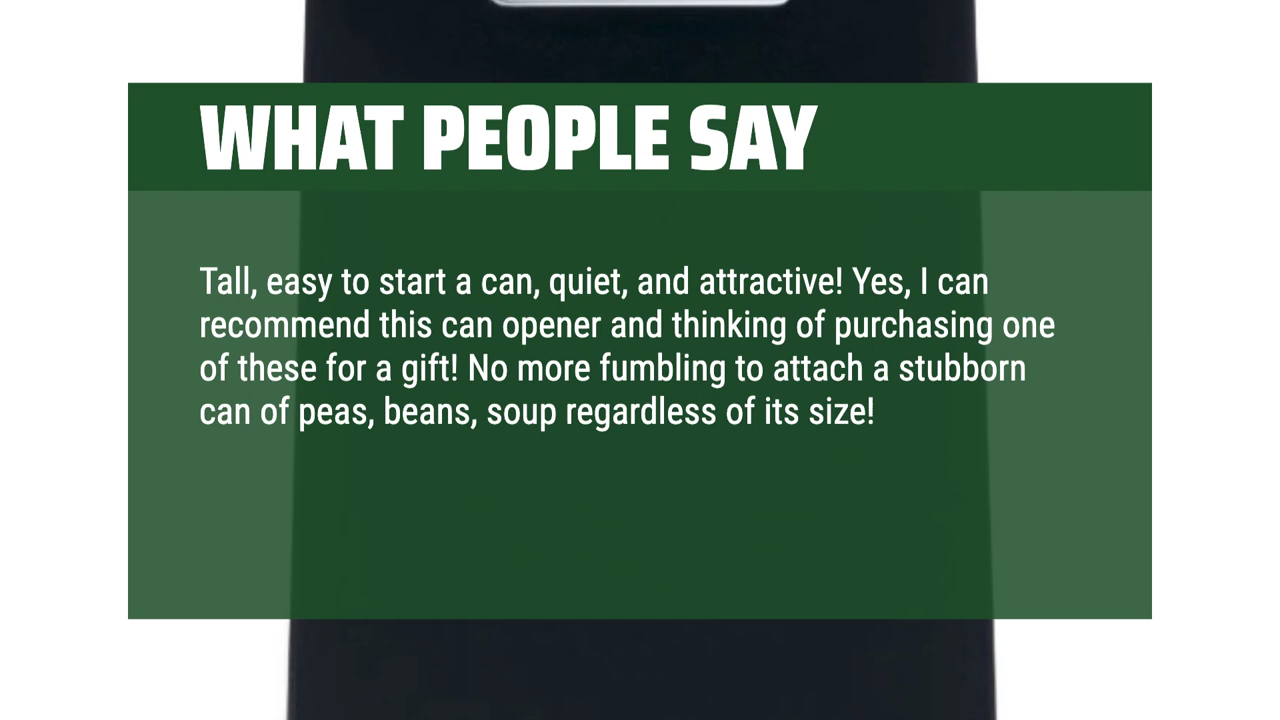 WHAT PEOPLE SAY
Tall, easy to start a can, quiet, and attractive! Yes, I can
recommend this can opener and thinking of purchasing one
of these for a gift! No more fumbling to attach a stubborn
can of peas, beans, soup regardless of its size!